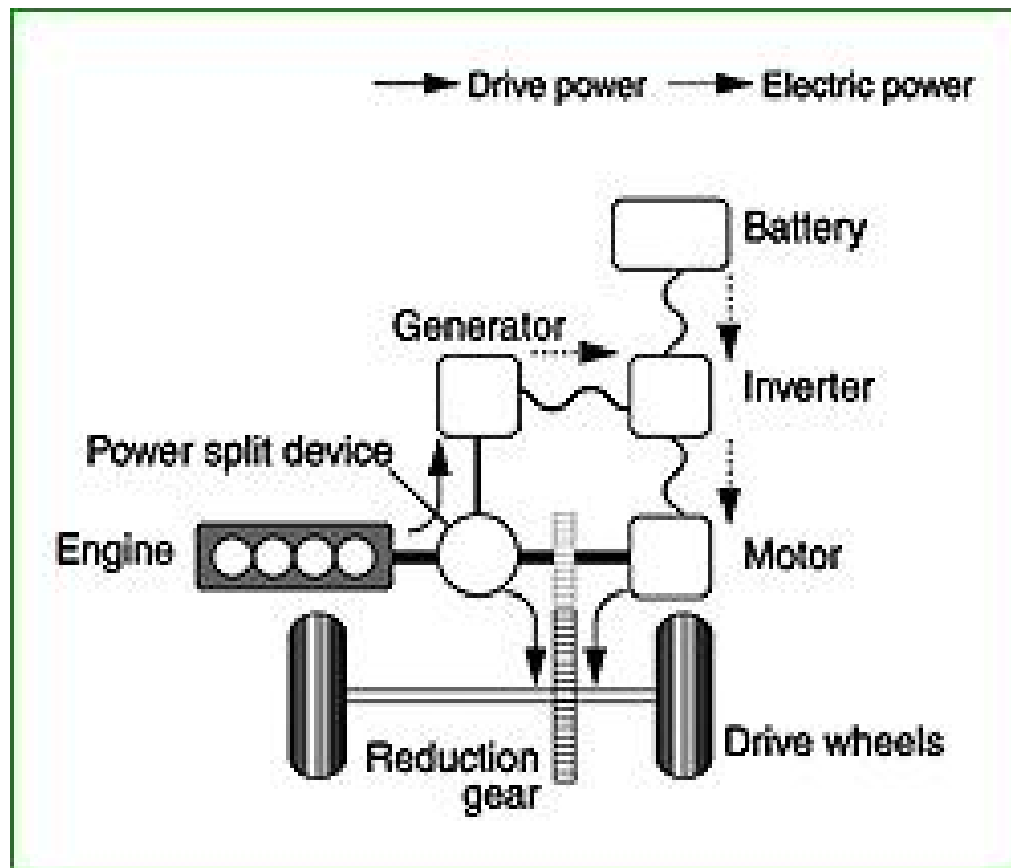 Drive power
Electric power
Battery
Generator
Inverter
Power split device
Engine
Motor
Drive wheels
Reduction
gear